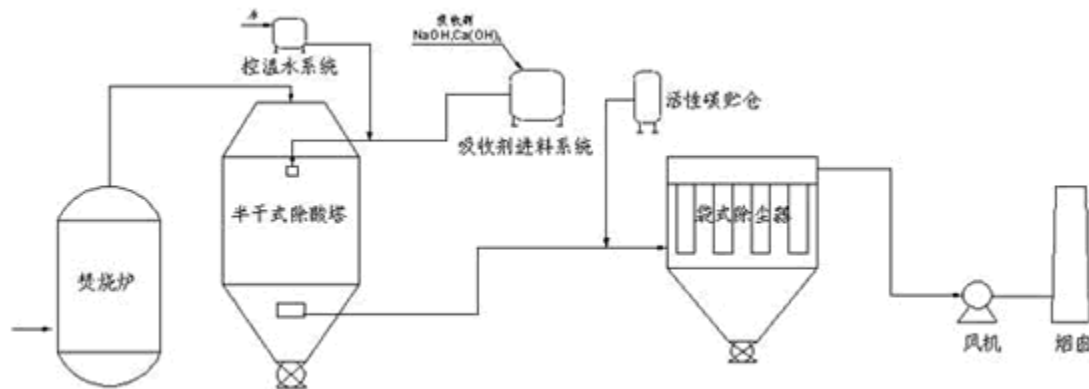 水
控温水系统
吸收剂
NaOH,Ca(OH)₂
吸收剂进料系统
活性碳贮仓
半干式除酸塔
袋式除尘器
焚烧炉
风机
烟囱